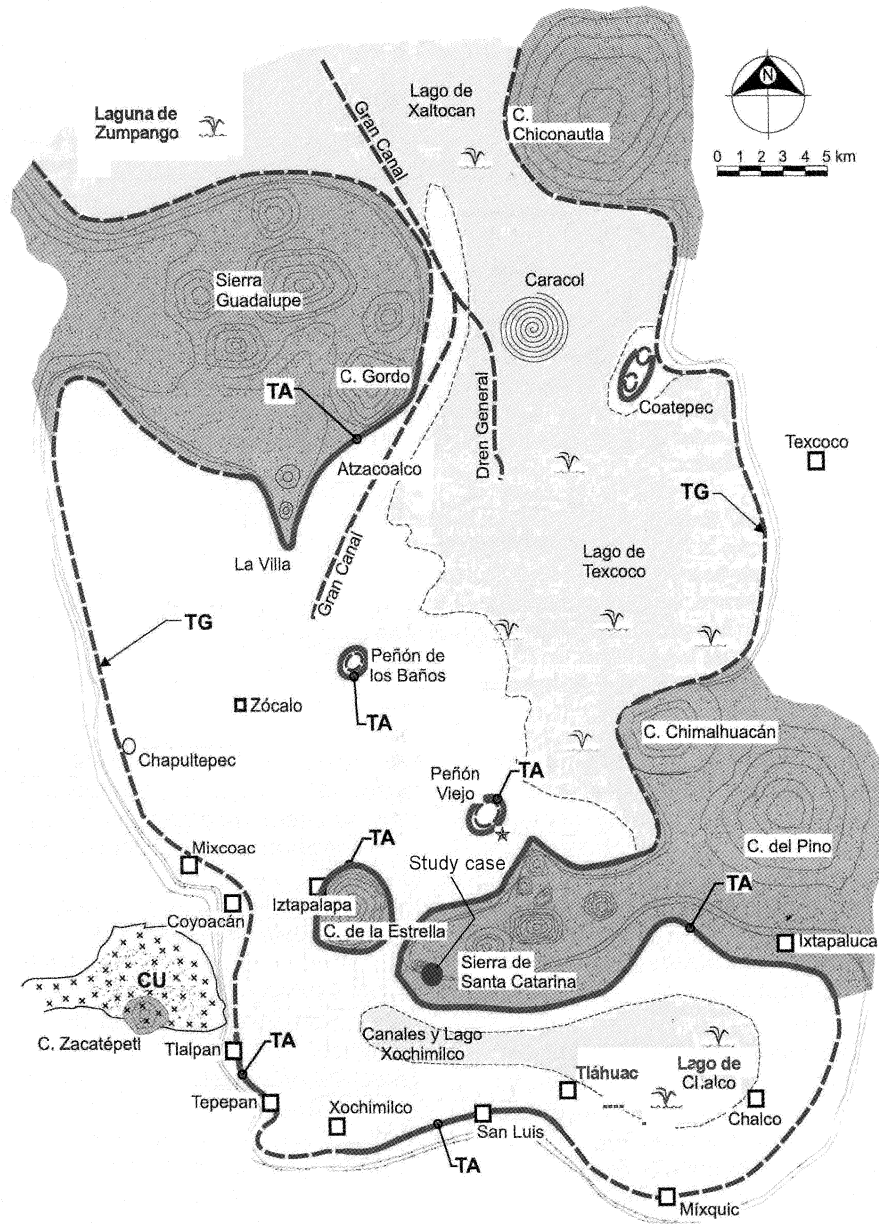 Laguna de
Zumpango
Gran Canal
Lago de
Xaltocan
C.
Chiconautla
N
0 1 2 3 4 5 km
Sierra
Guadalupe
Caracol
C. Gordo
TA
Coatepec
Atzacoalco
Dren General
Texcoco
TG
La Villa
Gran Canal
Lago de
Texcoco
TG
Peñón de
los Baños
Zócalo
TA
C. Chimalhuacán
Chapultepec
Peñón
Viejo
TA
C. del Pino
Mixcoac
TA
Study case
TA
Iztapalapa
Coyoacán
C. de la Estrella
Ixtapaluca
Sierra de
Santa Catarina
CU
C. Zacatépetl
Tlalpan
TA
Canales y Lago
Xochimilco
Tláhuac
Lago de
Chalco
Tepepan
Xochimilco
San Luis
Chalco
TA
Míxquic